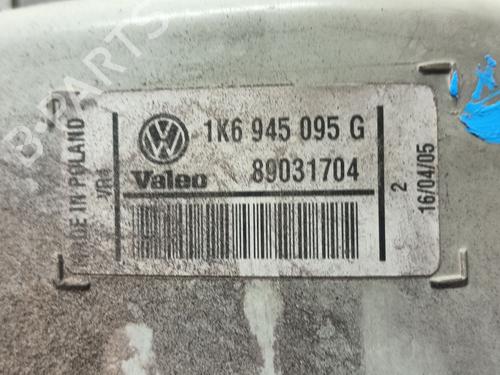 1K6 945 095 G
Valeo
89031704
MADE IN POLAND
2
16/04/05
B-PARTS